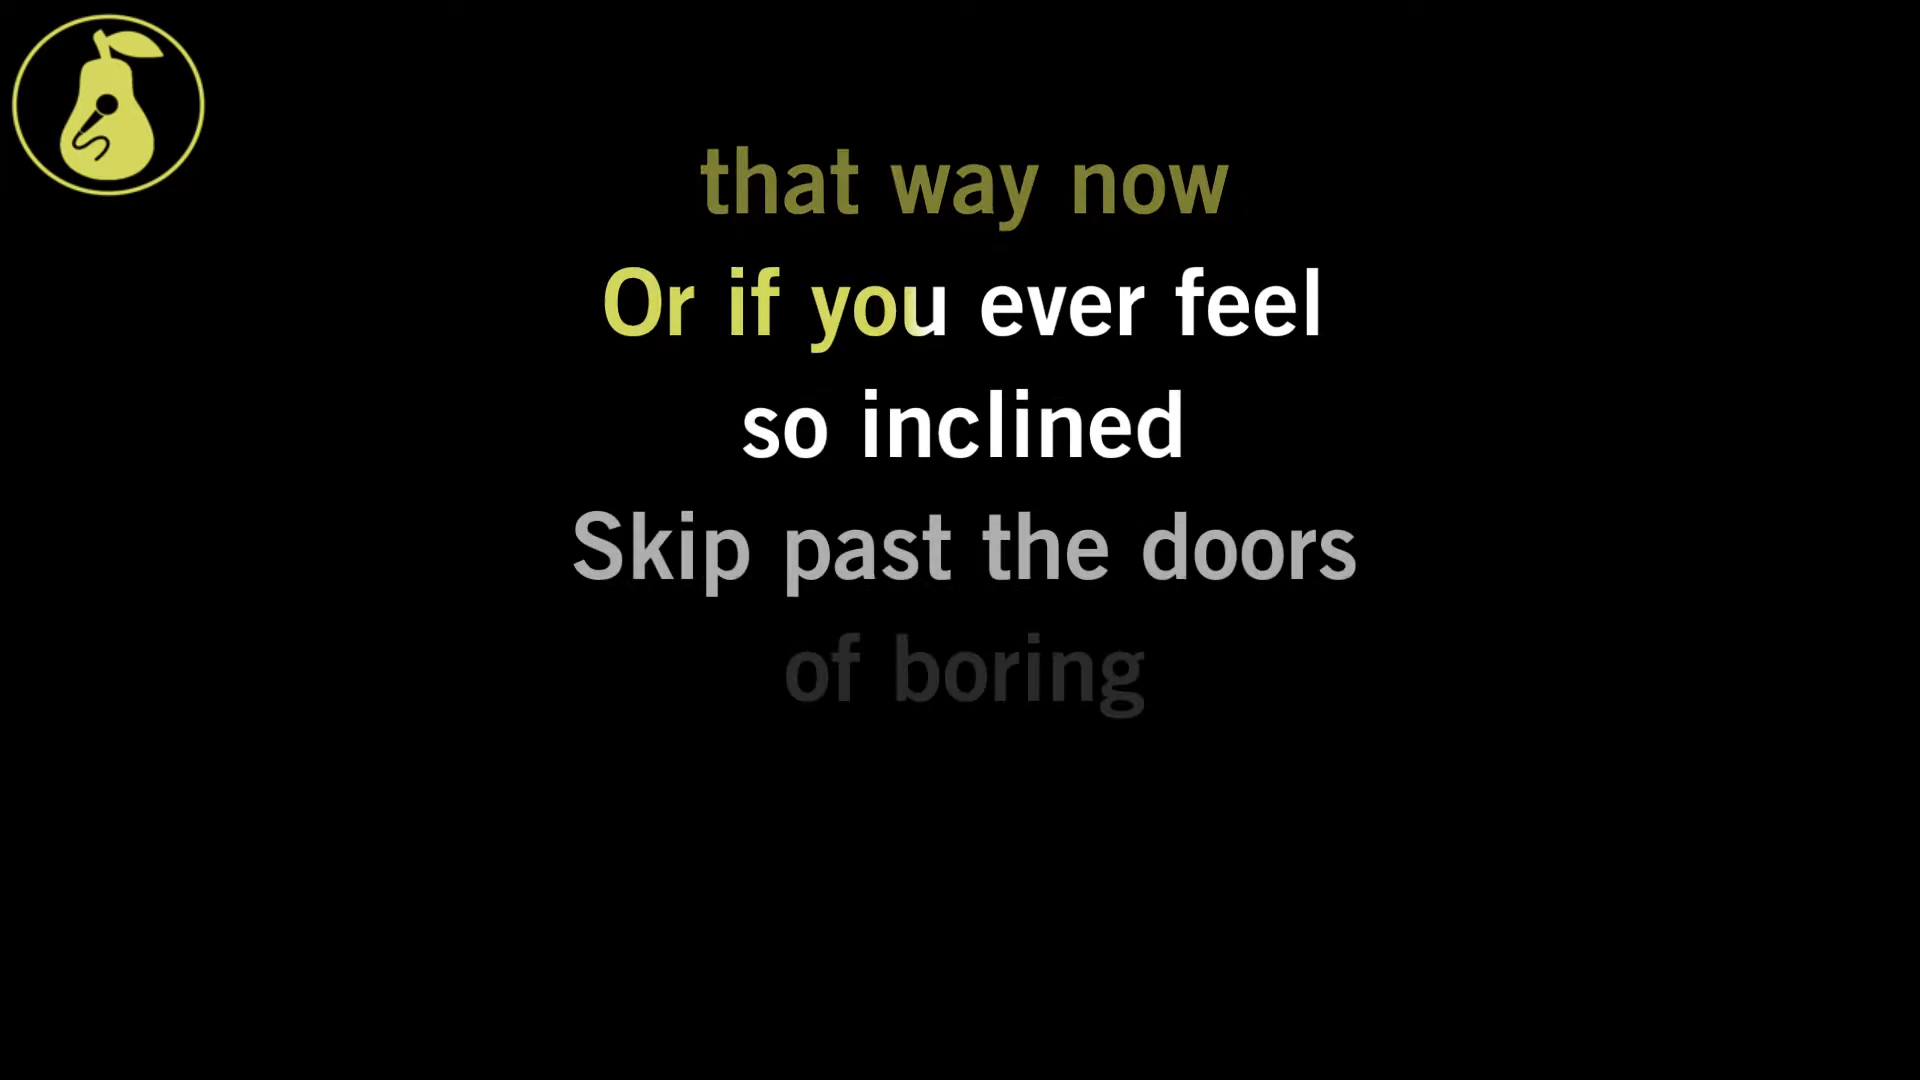 that way now
Or if you ever feel
so inclined
Skip past the doors
of boring